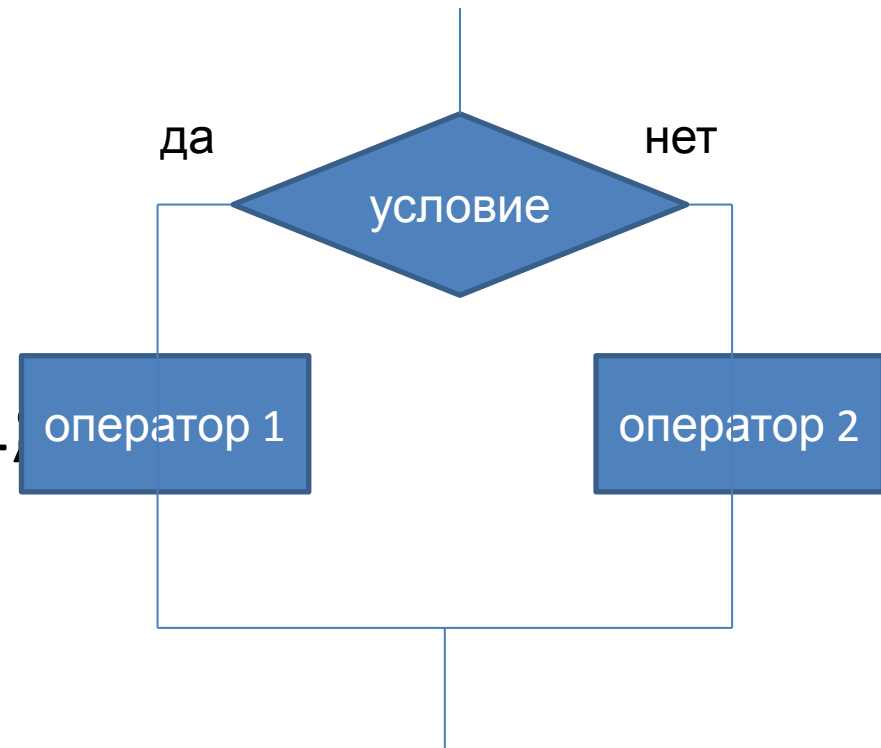 да
нет
условие
оператор 1
оператор 2